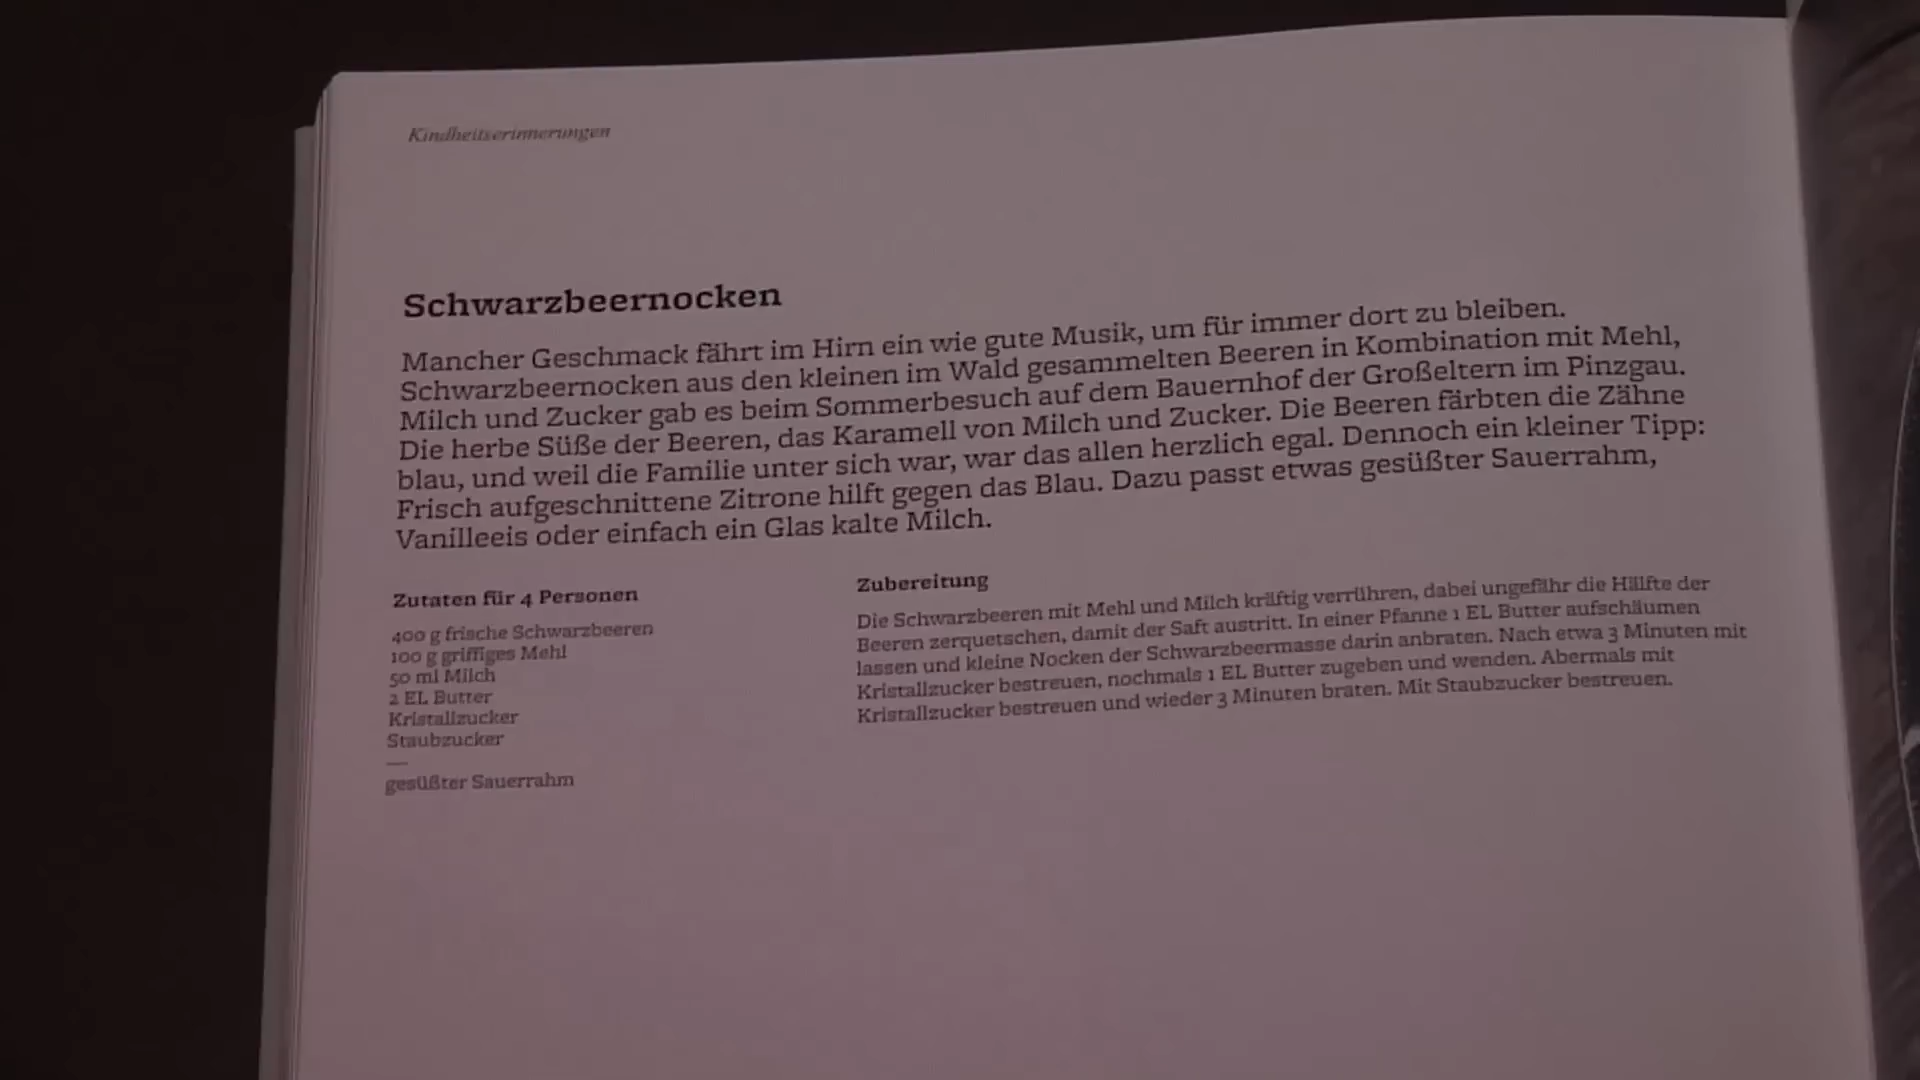 Kindheitserinnerungen
Schwarzbeernocken
Mancher Geschmack fährt im Hirn ein wie gute Musik, um für immer dort zu bleiben.
Schwarzbeernocken aus den kleinen im Wald gesammelten Beeren in Kombination mit Mehl,
Milch und Zucker gab es beim Sommerbesuch auf dem Bauernhof der Großeltern im Pinzgau.
Die herbe Süße der Beeren, das Karamell von Milch und Zucker. Die Beeren färbten die Zähne
blau, und weil die Familie unter sich war, war das allen herzlich egal. Dennoch ein kleiner Tipp:
Frisch aufgeschnittene Zitrone hilft gegen das Blau. Dazu passt etwas gesüßter Sauerrahm,
Vanilleeis oder einfach ein Glas kalte Milch.
Zutaten für 4 Personen
400 g frische Schwarzbeeren
100 g griffiges Mehl
50 ml Milch
2 EL Butter
Kristallzucker
Staubzucker
—
gesüßter Sauerrahm
Zubereitung
Die Schwarzbeeren mit Mehl und Milch kräftig verrühren, dabei ungefähr die Hälfte der
Beeren zerquetschen, damit der Saft austritt. In einer Pfanne 1 EL Butter aufschäumen
lassen und kleine Nocken der Schwarzbeermasse darin anbraten. Nach etwa 3 Minuten mit
Kristallzucker bestreuen, nochmals 1 EL Butter zugeben und wenden. Abermals mit
Kristallzucker bestreuen und wieder 3 Minuten braten. Mit Staubzucker bestreuen.